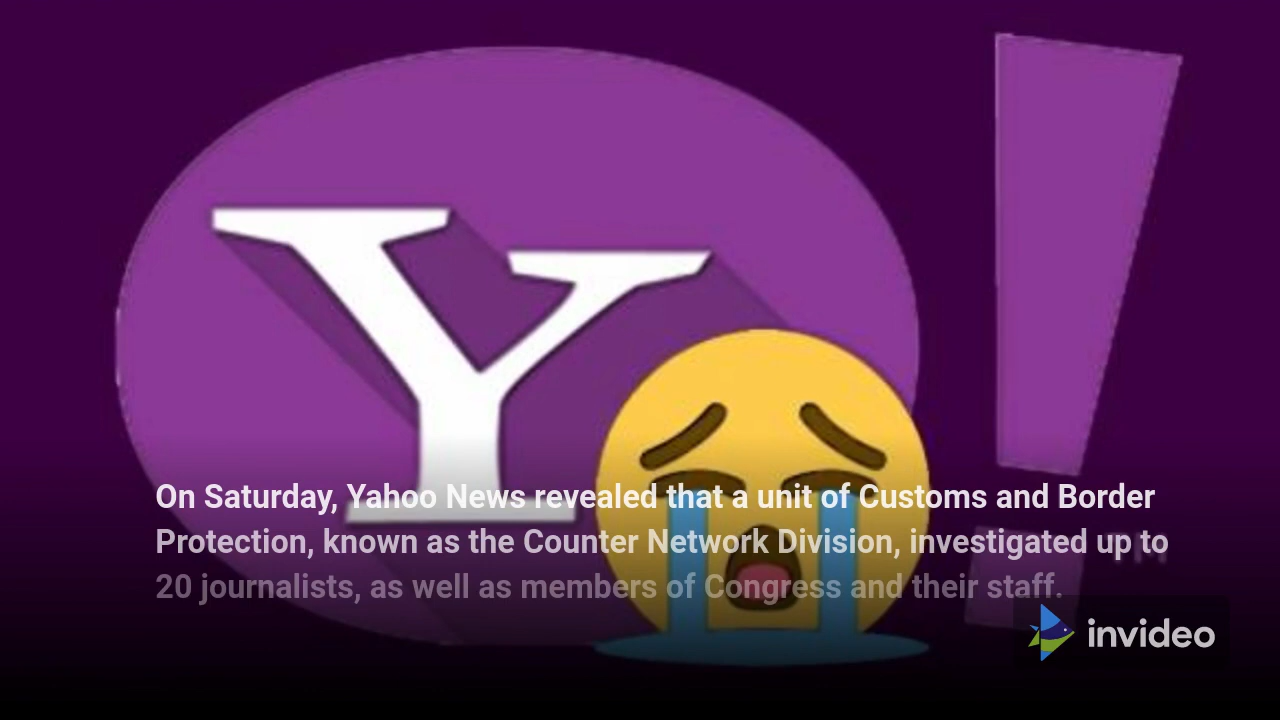 Y!
On Saturday, Yahoo News revealed that a unit of Customs and Border
Protection, known as the Counter Network Division, investigated up to
20 journalists, as well as members of Congress and their staff.
invideo